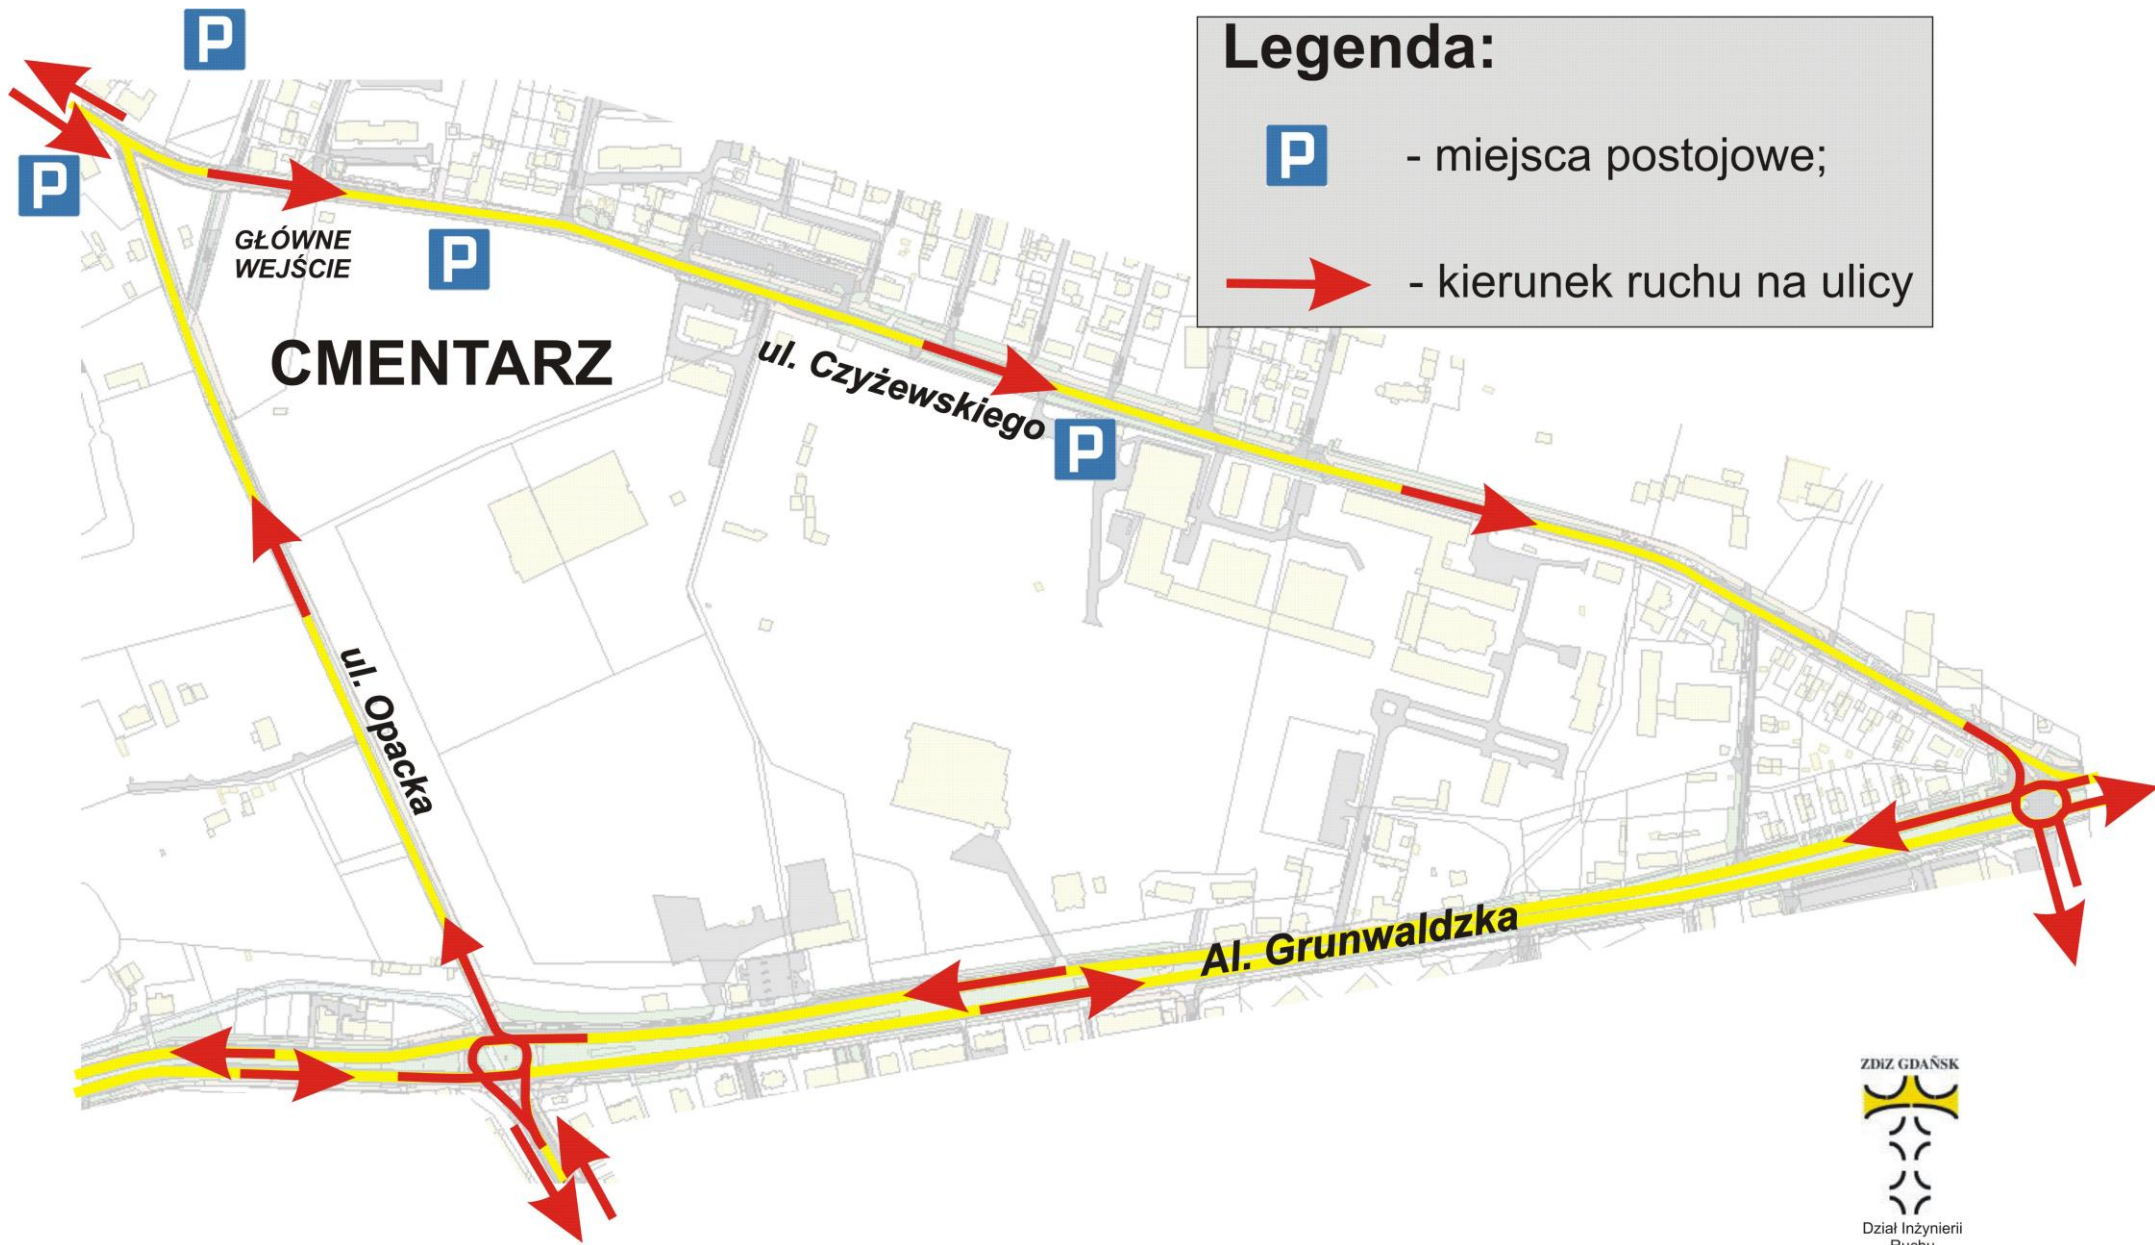 P
Legenda:
P - miejsca postojowe;
- kierunek ruchu na ulicy
P
GŁÓWNE
WEJŚCIE
P
CMENTARZ
ul. Czyżewskiego
P
ul. Opacka
Al. Grunwaldzka
ZDiZ GDAŃSK
Dział Inżynierii
Ruchu